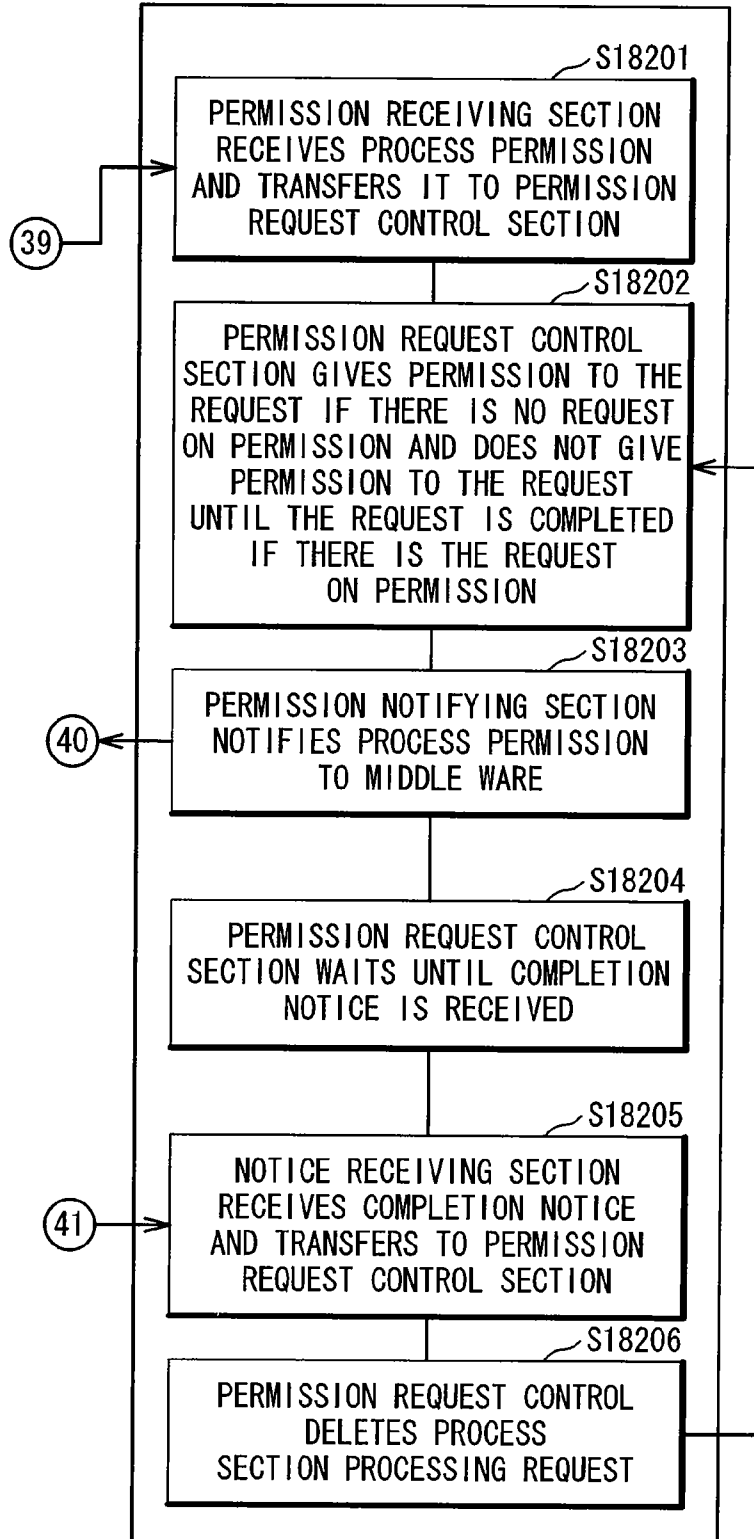 S18201
PERMISSION RECEIVING SECTION
RECEIVES PROCESS PERMISSION
AND TRANSFERS IT TO PERMISSION
REQUEST CONTROL SECTION
39
S18202
PERMISSION REQUEST CONTROL
SECTION GIVES PERMISSION TO THE
REQUEST IF THERE IS NO REQUEST
ON PERMISSION AND DOES NOT GIVE
PERMISSION TO THE REQUEST
UNTIL THE REQUEST IS COMPLETED
IF THERE IS THE REQUEST
ON PERMISSION
S18203
PERMISSION NOTIFYING SECTION
NOTIFIES PROCESS PERMISSION
TO MIDDLE WARE
40
S18204
PERMISSION REQUEST CONTROL
SECTION WAITS UNTIL COMPLETION
NOTICE IS RECEIVED
S18205
NOTICE RECEIVING SECTION
RECEIVES COMPLETION NOTICE
AND TRANSFERS TO PERMISSION
REQUEST CONTROL SECTION
41
S18206
PERMISSION REQUEST CONTROL
DELETES PROCESS
SECTION PROCESSING REQUEST